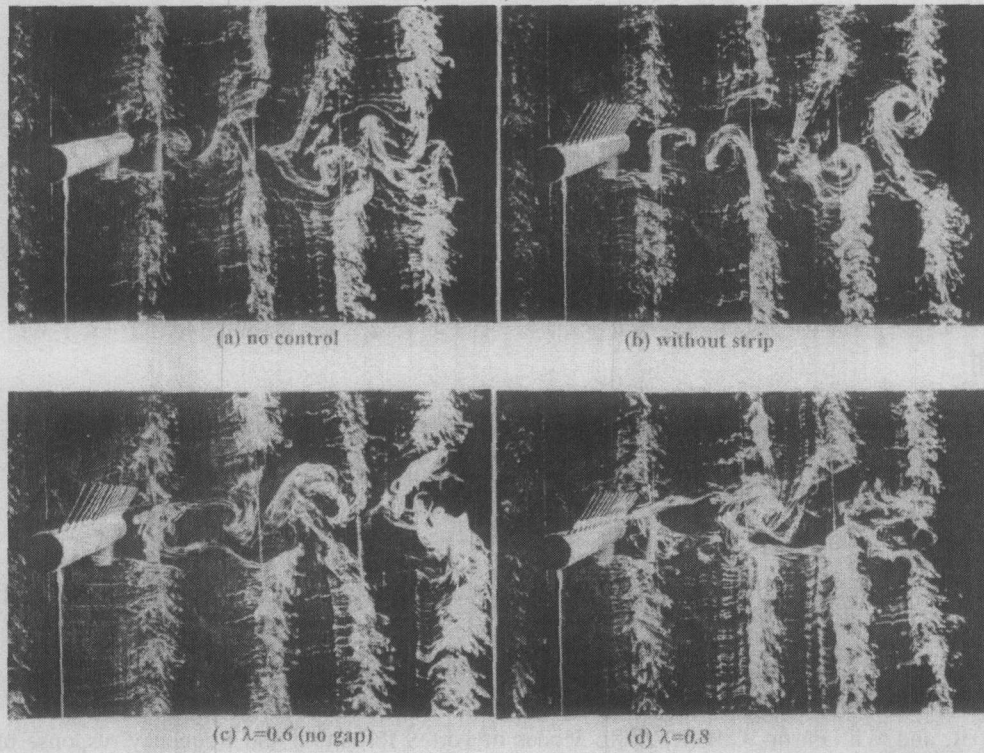 (a) no control
(b) without strip
(c) λ=0.6 (no gap)
(d) λ=0.8